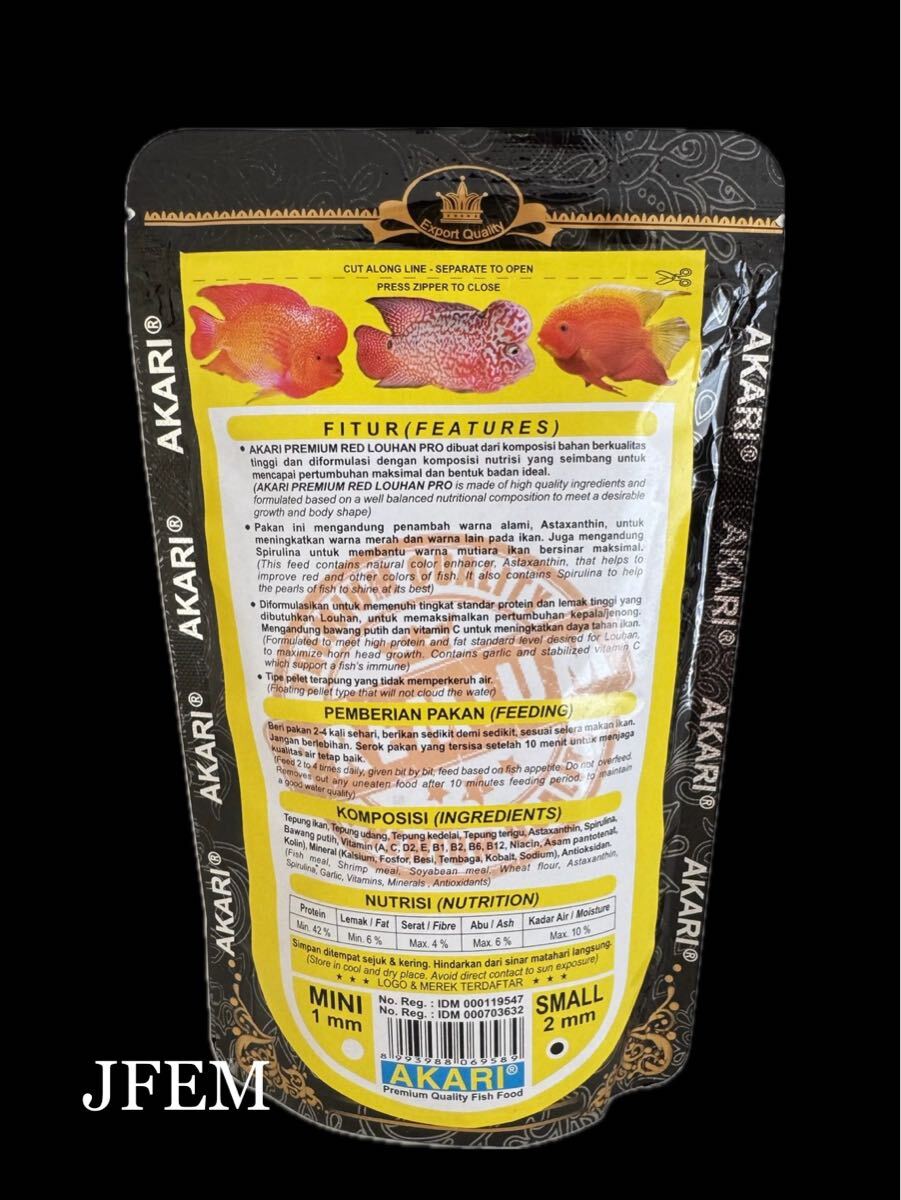 Export Quality
CUT ALONG LINE - SEPARATE TO OPEN
PRESS ZIPPER TO CLOSE
AKARI®
AKARI®
AKARI®
AKARI®
AKARI®
AKARI®
AKARI®
AKARI®
FITUR (FEATURES)
• AKARI PREMIUM RED LOUHAN PRO dibuat dari komposisi bahan berkualitas
tinggi dan diformulasi dengan komposisi nutrisi yang seimbang untuk
mencapai pertumbuhan maksimal dan bentuk badan ideal.
(AKARI PREMIUM RED LOUHAN PRO is made of high quality ingredients and
formulated based on a well balanced nutritional composition to meet a desirable
growth and body shape)
• Pakan ini mengandung penambah warna alami, Astaxanthin, untuk
meningkatkan warna merah dan warna lain pada ikan. Juga mengandung
Spirulina untuk membantu warna mutiara ikan bersinar maksimal.
(This feed contains natural color enhancer, Astaxanthin, that helps to
improve red and other colors of fish. It also contains Spirulina to help
the pearls of fish to shine at its best)
• Diformulasikan untuk memenuhi tingkat standar protein dan lemak tinggi yang
dibutuhkan Louhan, untuk memaksimalkan pertumbuhan kepala/jenong.
Mengandung bawang putih dan vitamin C untuk meningkatkan daya tahan ikan.
(Formulated to meet high protein and fat standard level desired for Louhan,
to maximize horn head growth. Contains garlic and stabilized vitamin C
which support a fish's immune)
• Tipe pelet terapung yang tidak memperkeruh air.
(Floating pellet type that will not cloud the water)
PEMBERIAN PAKAN (FEEDING)
Beri pakan 2-4 kali sehari, berikan sedikit demi sedikit, sesuai selera makan ikan.
Jangan berlebihan. Serok pakan yang tersisa setelah 10 menit untuk menjaga
kualitas air tetap baik.
(Feed 2 to 4 times daily, given bit by bit, feed based on fish appetite. Do not overfeed.
Removes out any uneaten food after 10 minutes feeding period, to maintain
a good water quality)
KOMPOSISI (INGREDIENTS)
Tepung ikan, Tepung udang, Tepung kedelai, Tepung terigu, Astaxanthin, Spirulina,
Bawang putih, Vitamin (A, C, D2, E, B1, B2, B6, B12, Niacin, Asam pantotenat,
Kolin), Mineral (Kalsium, Fosfor, Besi, Tembaga, Kobalt, Sodium), Antioksidan.
(Fish meal, Shrimp meal, Soyabean meal, Wheat flour, Astaxanthin,
Spirulina, Garlic, Vitamins, Minerals , Antioxidants)
NUTRISI (NUTRITION)
Protein Lemak / Fat Serat / Fibre Abu / Ash Kadar Air / Moisture
Min. 42 % Min. 6 % Max. 4 % Max. 6 % Max. 10 %
Simpan ditempat sejuk & kering. Hindarkan dari sinar matahari langsung.
(Store in cool and dry place. Avoid direct contact to sun exposure)
★ ★ ★ LOGO & MEREK TERDAFTAR ★ ★ ★
MINI
1 mm
No. Reg. : IDM 000119547
No. Reg. : IDM 000703632
SMALL
2 mm
8 993988 069589
AKARI®
Premium Quality Fish Food
JFEM